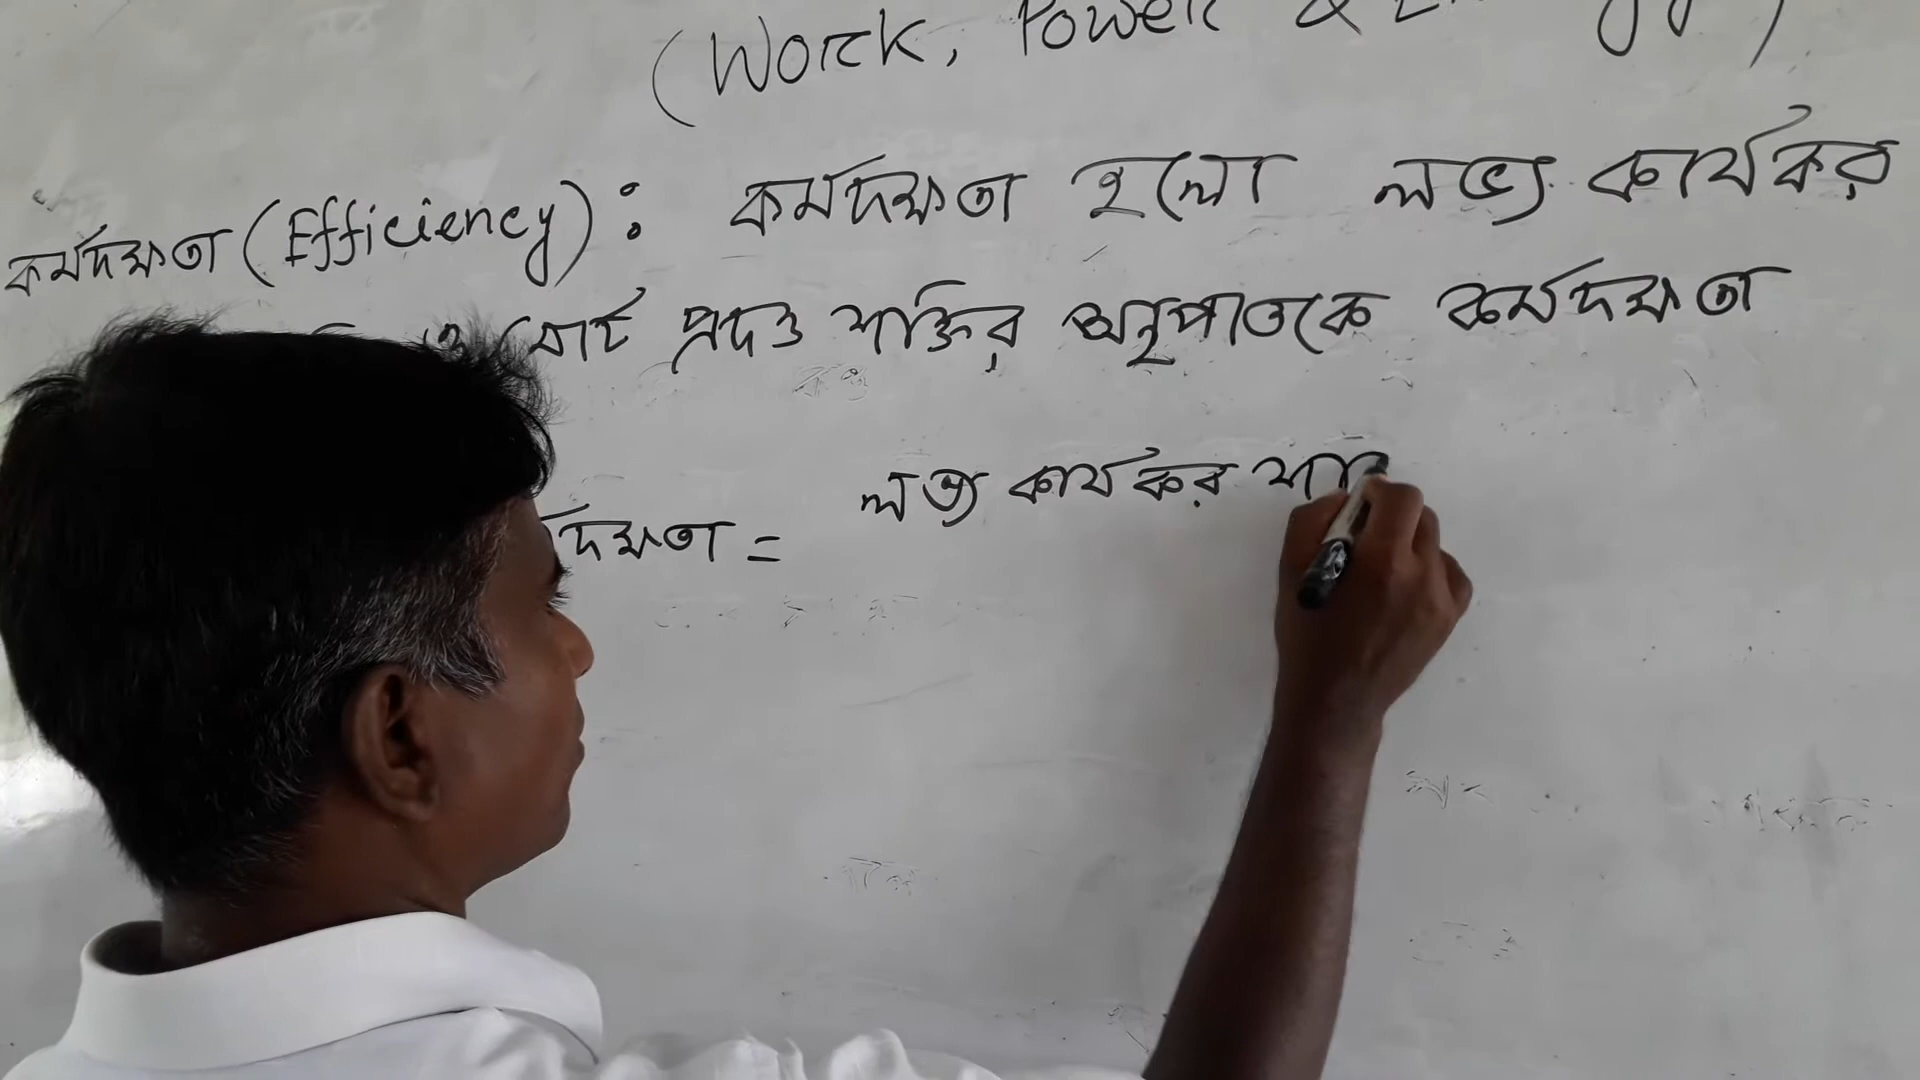 (Work, Power &
কর্মদক্ষতা (Efficiency): কর্মদক্ষতা হলো লভ্য কার্যকর
মোট প্রদত্ত শক্তির অনুপাতকে কর্মদক্ষতা
লভ্য কার্যকর
দক্ষতা =